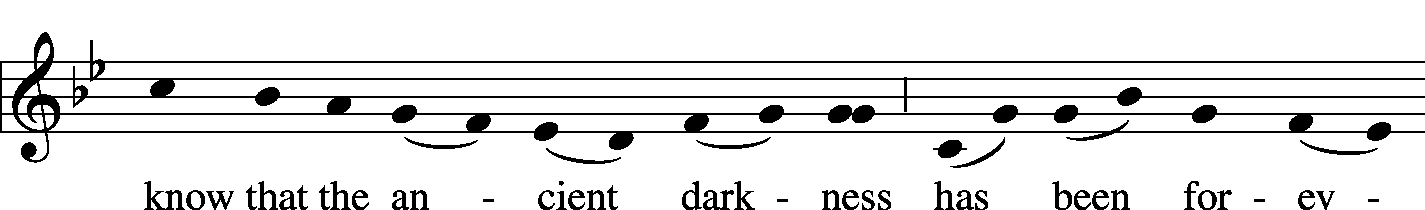 know that the an - cient dark - ness has been for - ev -